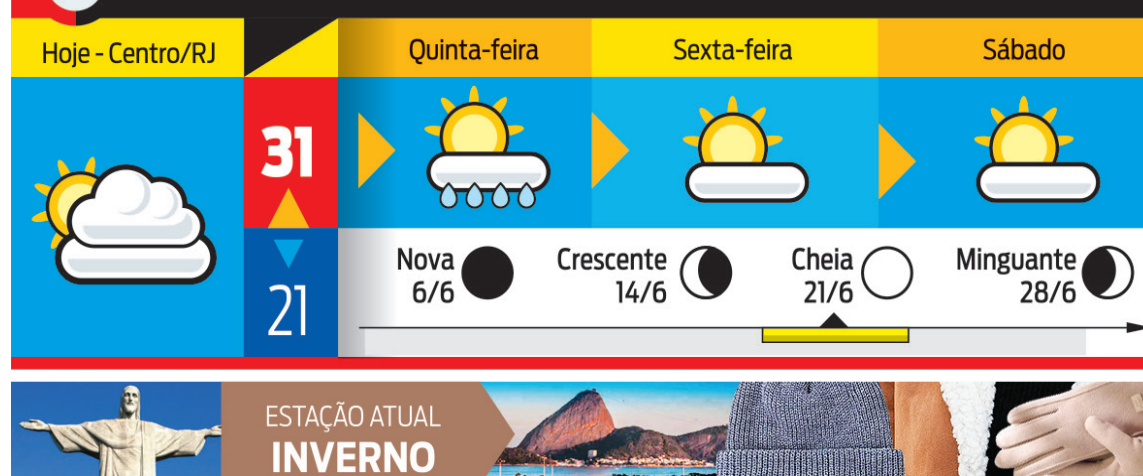 Hoje - Centro/RJ
Quinta-feira
Sexta-feira
Sábado
31
21
Nova
6/6
Crescente
14/6
Cheia
21/6
Minguante
28/6
ESTAÇÃO ATUAL
INVERNO